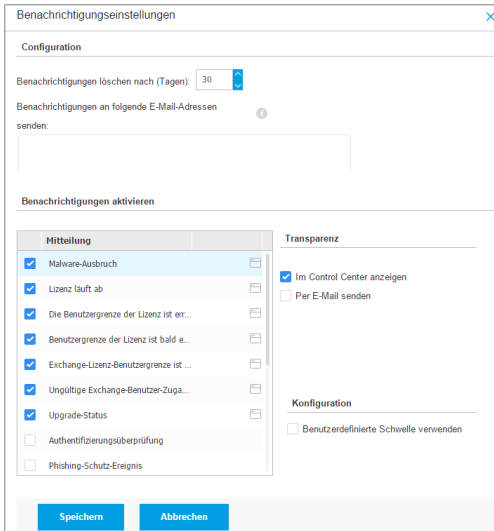 Benachrichtigungseinstellungen
Configuration
Benachrichtigungen löschen nach (Tagen): 30
Benachrichtigungen an folgende E-Mail-Adressen
senden:
Benachrichtigungen aktivieren
Mitteilung
Malware-Ausbruch
Lizenz läuft ab
Die Benutzergrenze der Lizenz ist err...
Benutzergrenze der Lizenz ist bald e...
Exchange-Lizenz-Benutzergrenze ist ...
Ungültige Exchange-Benutzer-Zuga...
Upgrade-Status
Authentifizierungsüberprüfung
Phishing-Schutz-Ereignis
Transparenz
Im Control Center anzeigen
Per E-Mail senden
Konfiguration
Benutzerdefinierte Schwelle verwenden
Speichern
Abbrechen